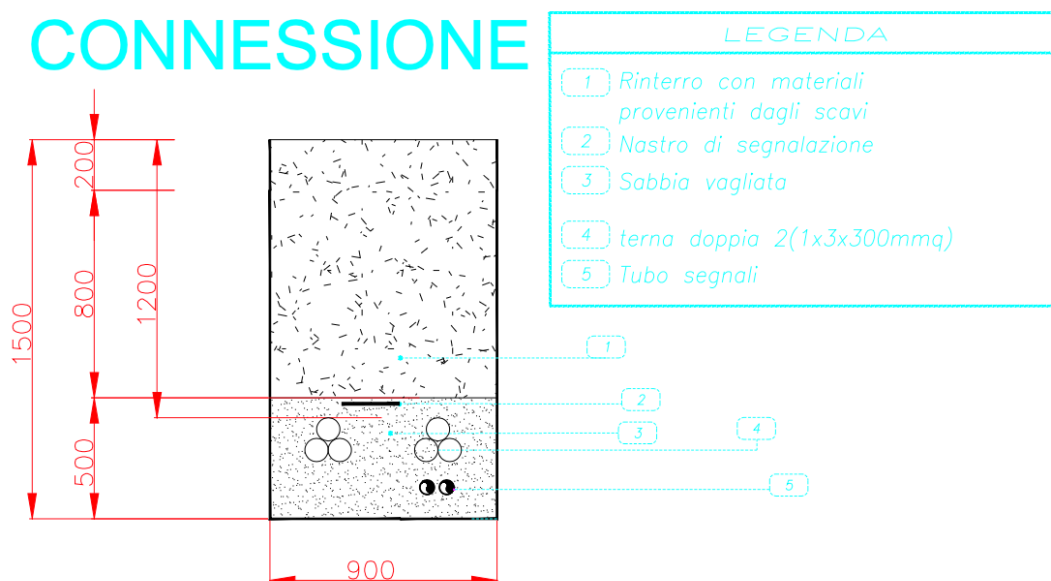 CONNESSIONE
LEGENDA
1 Rinterro con materiali
provenienti dagli scavi
2 Nastro di segnalazione
3 Sabbia vagliata
4 terna doppia 2(1x3x300mmq)
5 Tubo segnali
200
800
1200
1500
500
900
1
2
3
4
5